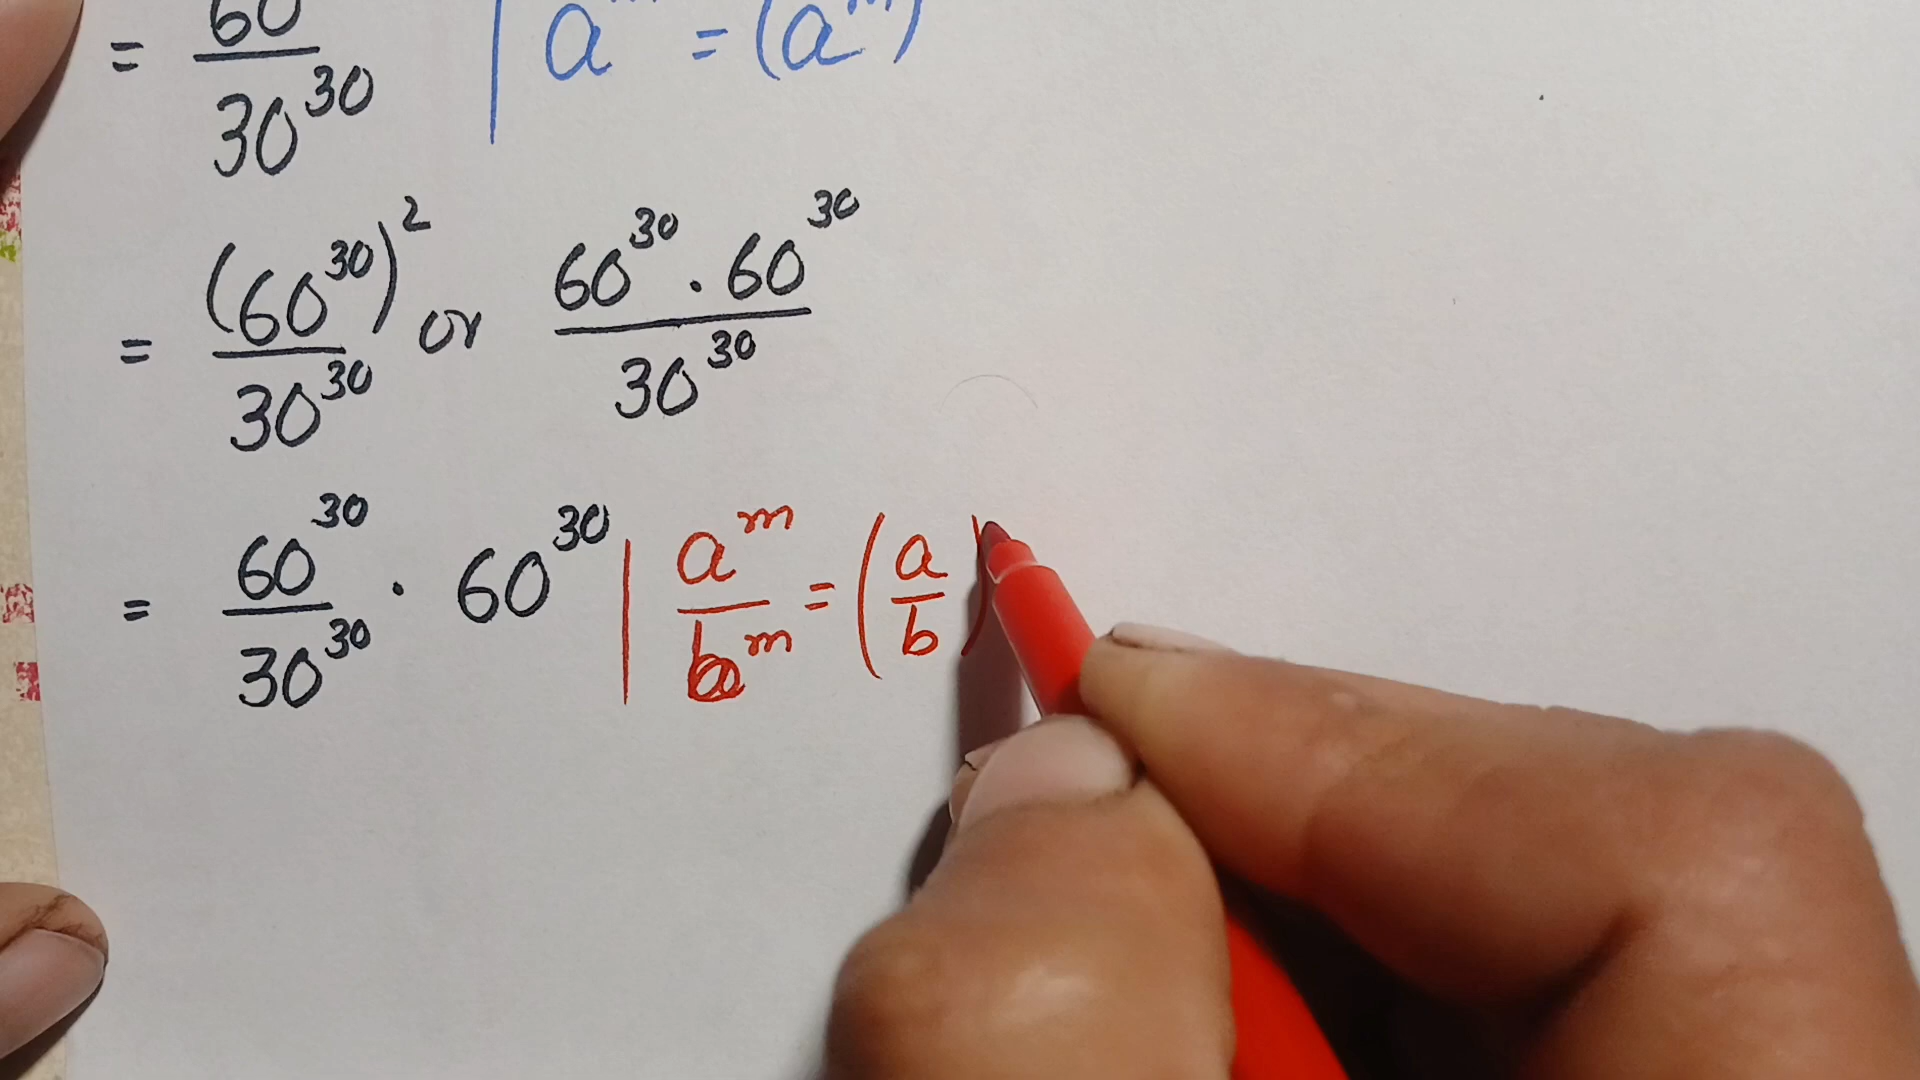 = 60 / 30^30 | a^m = (a^m)
= (60^30)^2 / 30^30 or 60^30 . 60^30 / 30^30
= 60^30 / 30^30 . 60^30 | a^m / b^m = (a / b)